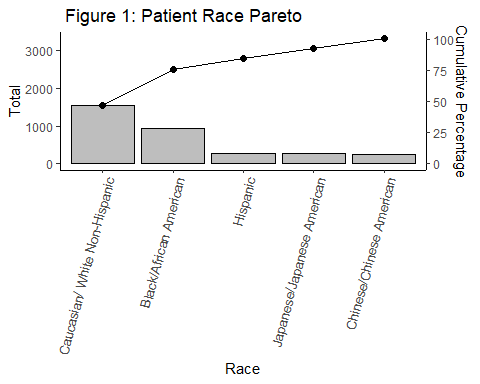 Figure 1: Patient Race Pareto
Total
3000
2000
1000
0
100
75
50
25
0
Cumulative Percentage
Caucasian/ White Non-Hispanic
Black/African American
Hispanic
Japanese/Japanese American
Chinese/Chinese American
Race